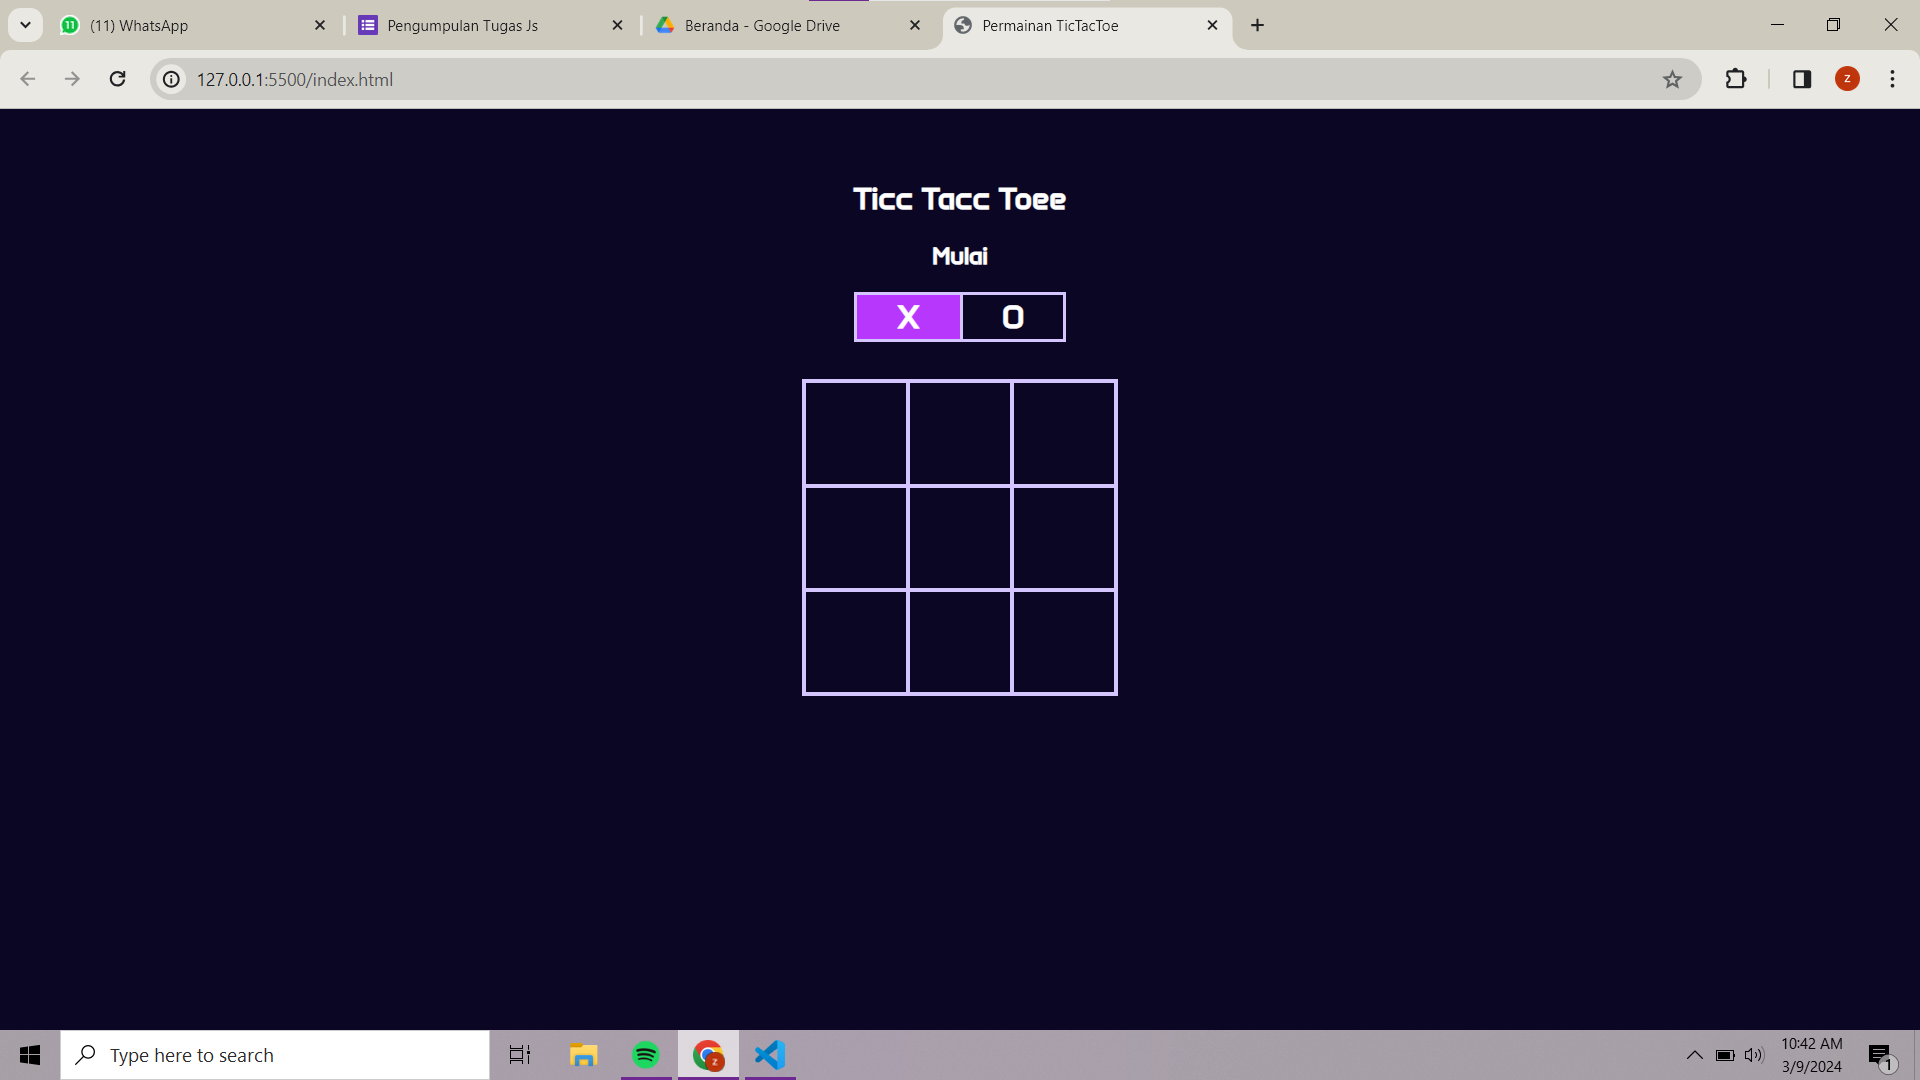 (11) WhatsApp
Pengumpulan Tugas Js
Beranda - Google Drive
Permainan TicTacToe
127.0.0.1:5500/index.html
z
Ticc Tacc Toee
Mulai
X O
Type here to search
z
10:42 AM
3/9/2024
1